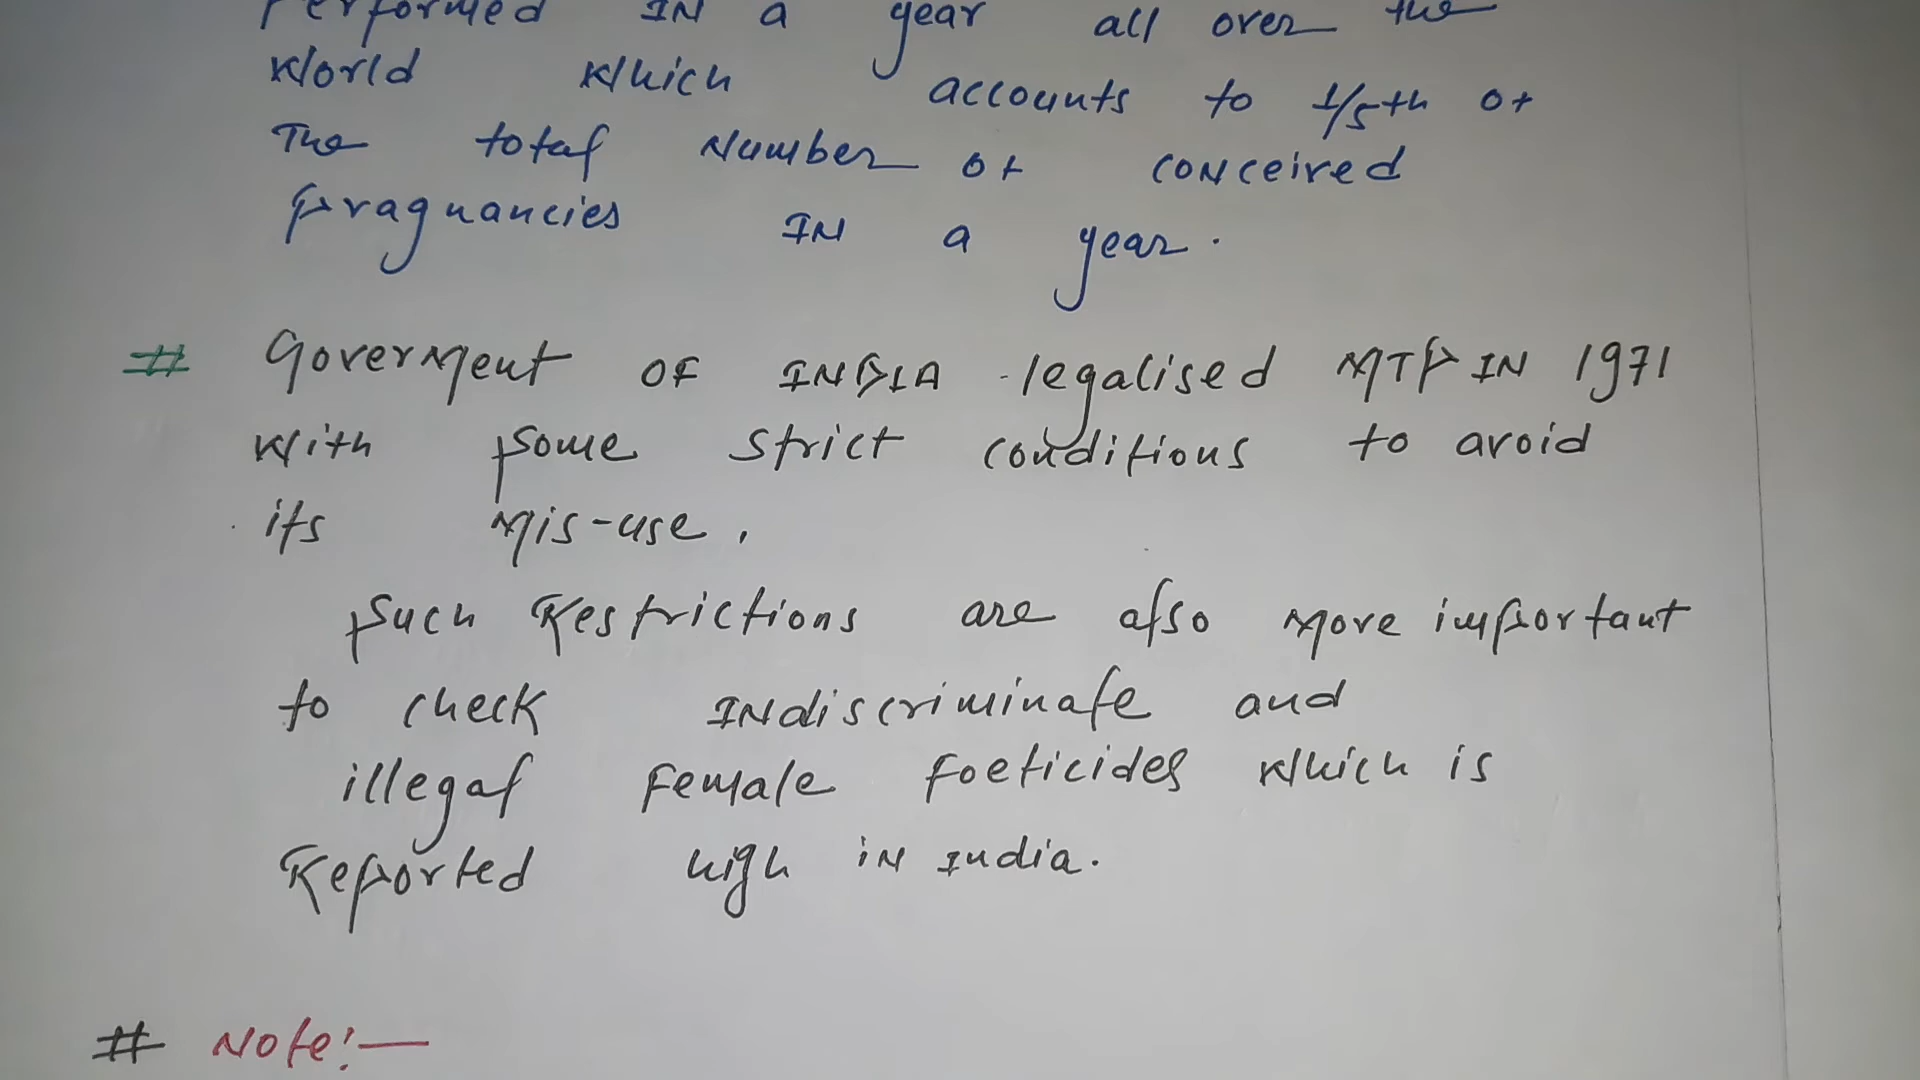 Performed IN a year all over the
World Which accounts to 1/5th of
The total Number of conceived
pragnancies IN a year.
# Goverment OF INDIA legalised MTP IN 1971
With some strict conditions to avoid
its Mis-use.
Such Restrictions are also More important
to check INdiscriminate and
illegal Female Foeticides Which is
Reported high in India.
# Note:-